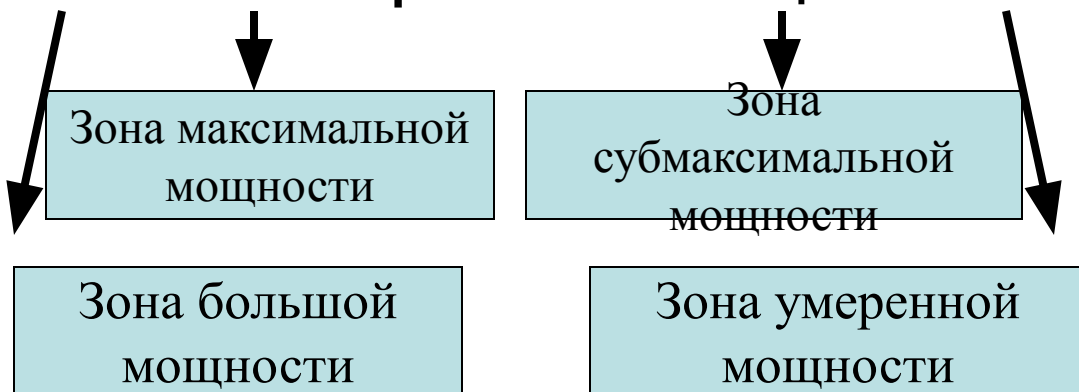 Зона максимальной
мощности
Зона
субмаксимальной
мощности
Зона большой
мощности
Зона умеренной
мощности